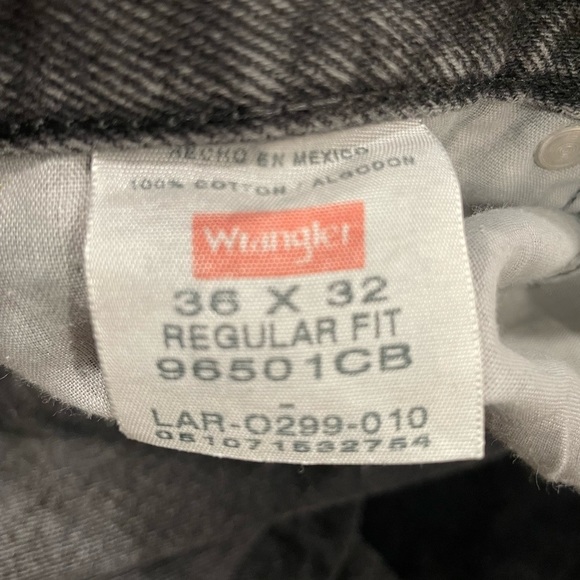 HECHO EN MEXICO
100% COTTON / ALGODON
Wrangler
36 X 32
REGULAR FIT
96501CB
LAR-0299-010
051071532754